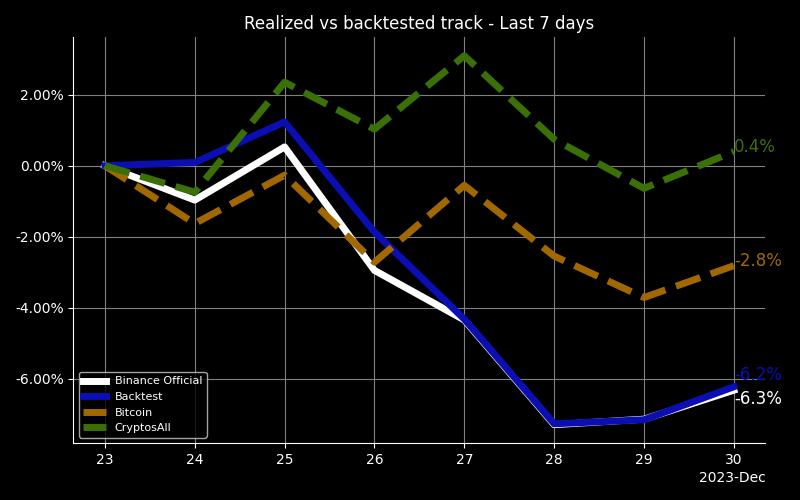 Realized vs backtested track - Last 7 days
2.00%
0.00%
-2.00%
-4.00%
-6.00%
0.4%
-2.8%
-6.2%
-6.3%
Binance Official
Backtest
Bitcoin
CryptosAll
23 24 25 26 27 28 29 30
2023-Dec